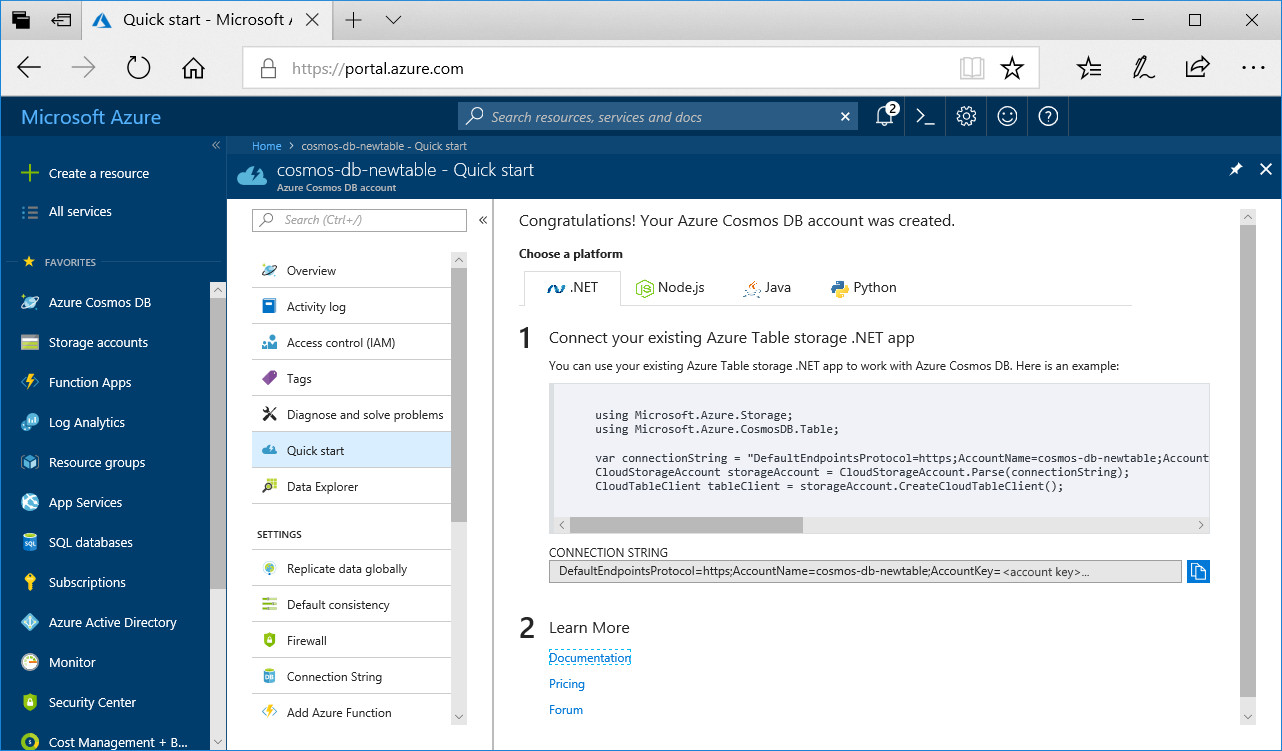 Quick start - Microsoft A
https://portal.azure.com
Microsoft Azure
Search resources, services and docs
2
Create a resource
All services
FAVORITES
Azure Cosmos DB
Storage accounts
Function Apps
Log Analytics
Resource groups
App Services
SQL databases
Subscriptions
Azure Active Directory
Monitor
Security Center
Cost Management + B...
Home > cosmos-db-newtable - Quick start
cosmos-db-newtable - Quick start
Azure Cosmos DB account
Search (Ctrl+/)
Overview
Activity log
Access control (IAM)
Tags
Diagnose and solve problems
Quick start
Data Explorer
SETTINGS
Replicate data globally
Default consistency
Firewall
Connection String
Add Azure Function
Congratulations! Your Azure Cosmos DB account was created.
Choose a platform
.NET
Node.js
Java
Python
1 Connect your existing Azure Table storage .NET app
You can use your existing Azure Table storage .NET app to work with Azure Cosmos DB. Here is an example:
using Microsoft.Azure.Storage;
using Microsoft.Azure.CosmosDB.Table;
var connectionString = "DefaultEndpointsProtocol=https;AccountName=cosmos-db-newtable;Account
CloudStorageAccount storageAccount = CloudStorageAccount.Parse(connectionString);
CloudTableClient tableClient = storageAccount.CreateCloudTableClient();
CONNECTION STRING
DefaultEndpointsProtocol=https;AccountName=cosmos-db-newtable;AccountKey= <account key>...
2 Learn More
Documentation
Pricing
Forum